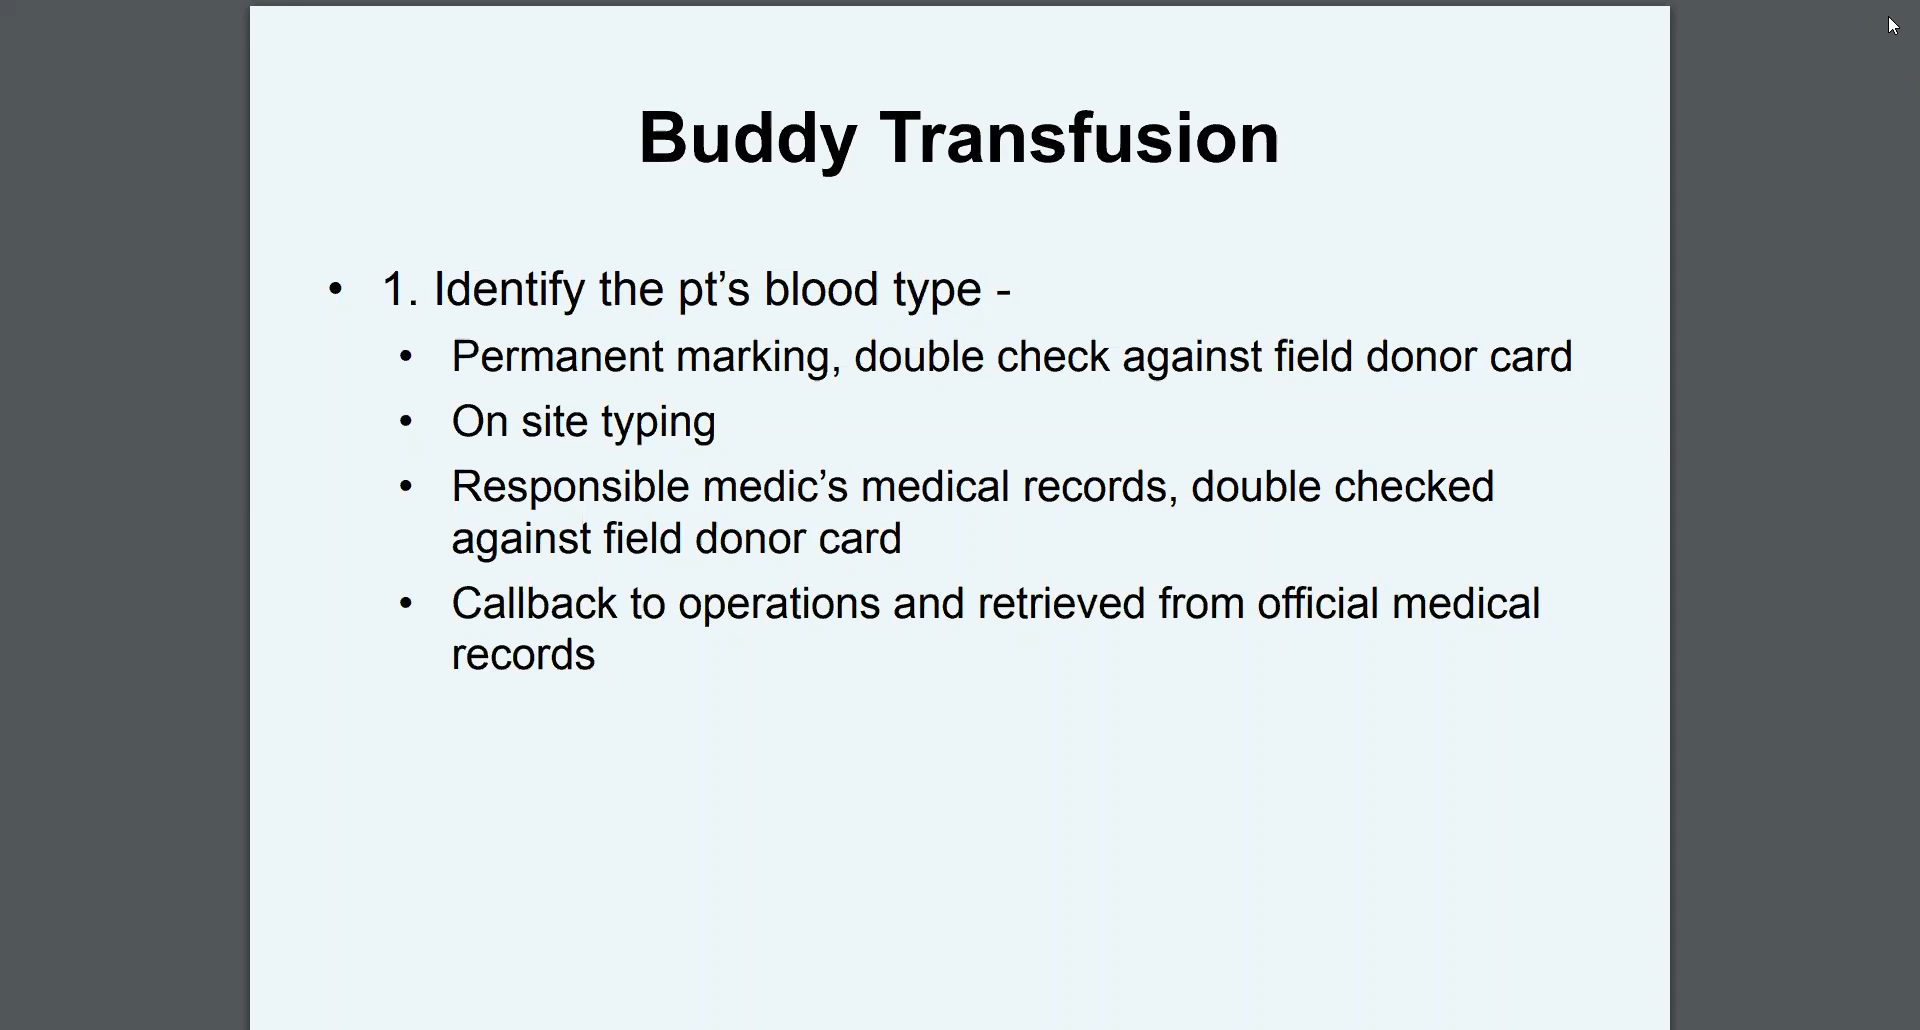 Buddy Transfusion
• 1. Identify the pt’s blood type -
• Permanent marking, double check against field donor card
• On site typing
• Responsible medic’s medical records, double checked
against field donor card
• Callback to operations and retrieved from official medical
records